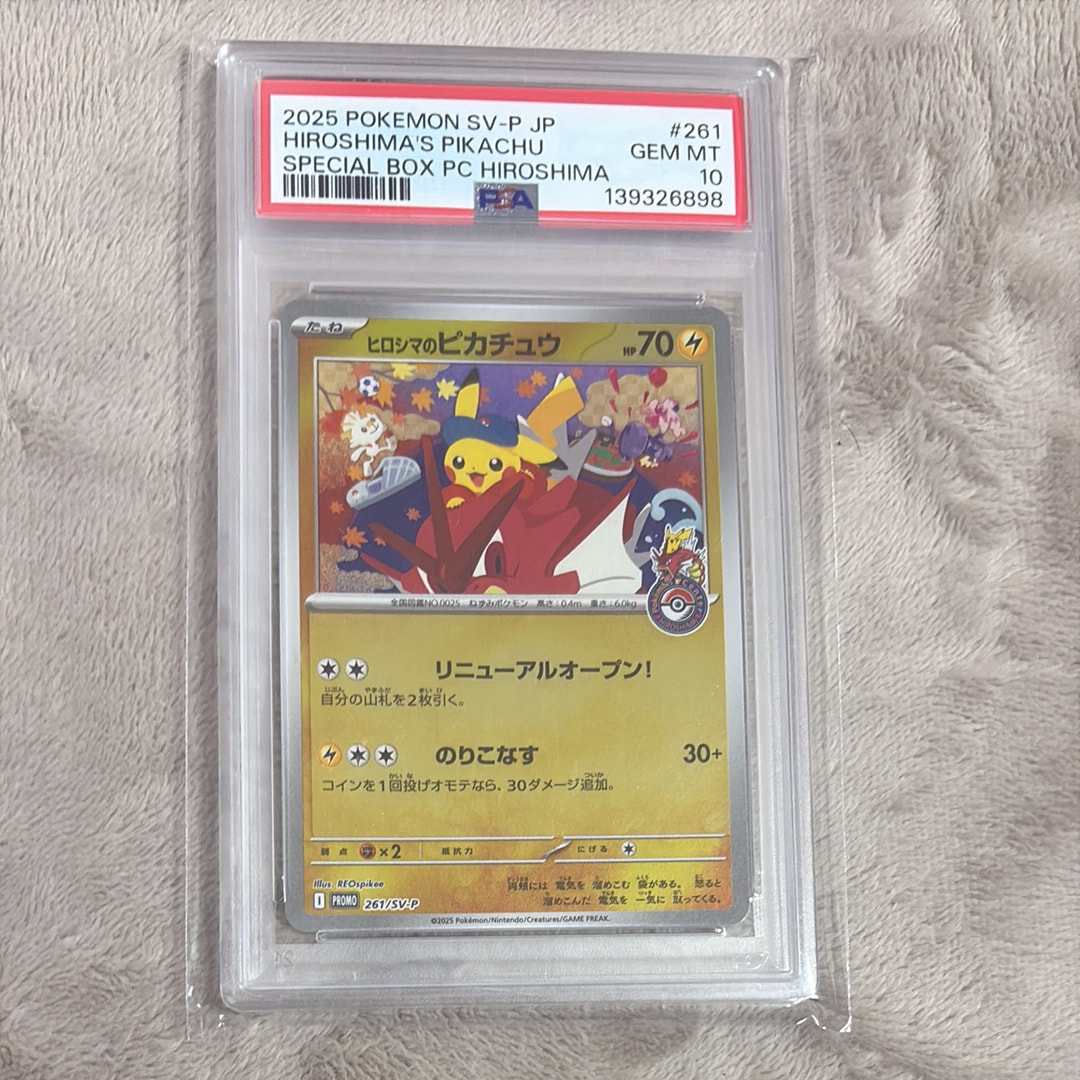 2025 POKEMON SV-P JP #261
HIROSHIMA'S PIKACHU GEM MT
SPECIAL BOX PC HIROSHIMA 10
PSA 139326898
たね
ヒロシマのピカチュウ HP70
全国図鑑NO.0025 ねずみポケモン 高さ:0.4m 重さ:6.0kg
リニューアルオープン!
自分の山札を2枚引く。
のりこなす 30+
コインを1回投げオモテなら、30ダメージ追加。
弱点 ×2 抵抗力 にげる
Illus. REOspikee
両頬には 電気を 溜めこむ 袋がある。 怒ると
溜めこんだ 電気を 一気に 放ってくる。
I PROMO 261/SV-P
©2025 Pokémon/Nintendo/Creatures/GAME FREAK.